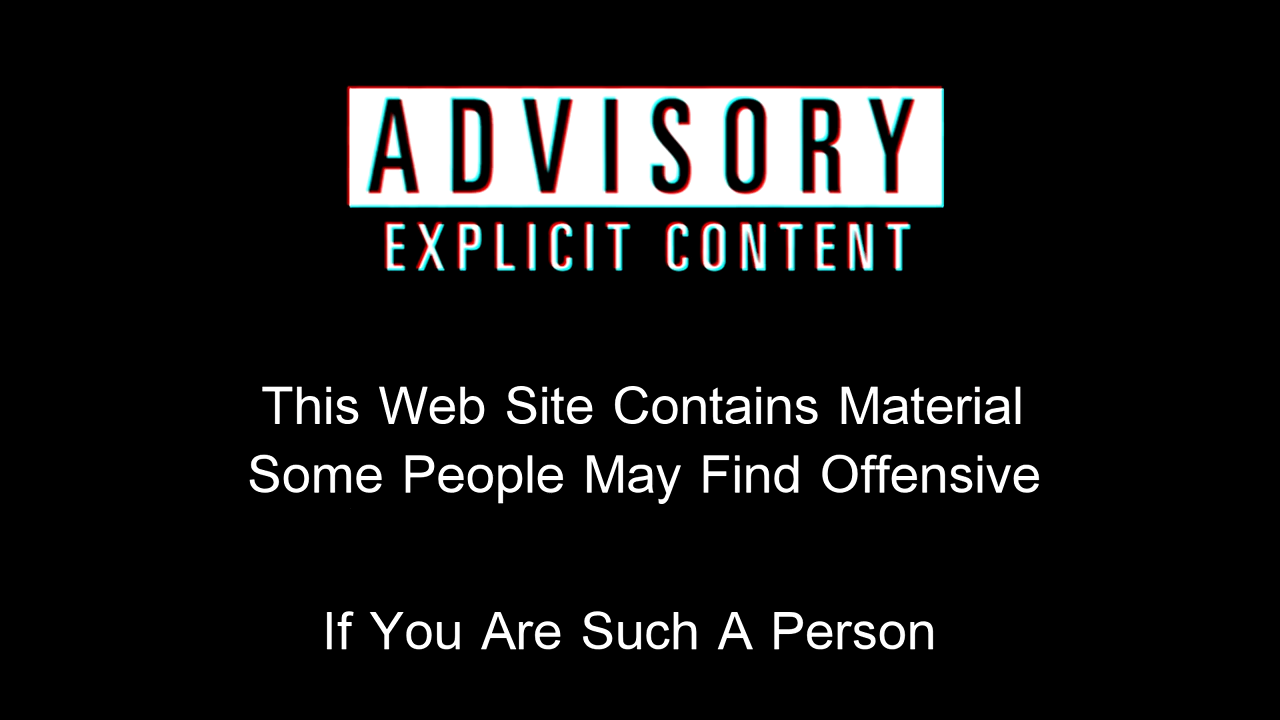 ADVISORY
EXPLICIT CONTENT
This Web Site Contains Material
Some People May Find Offensive
If You Are Such A Person